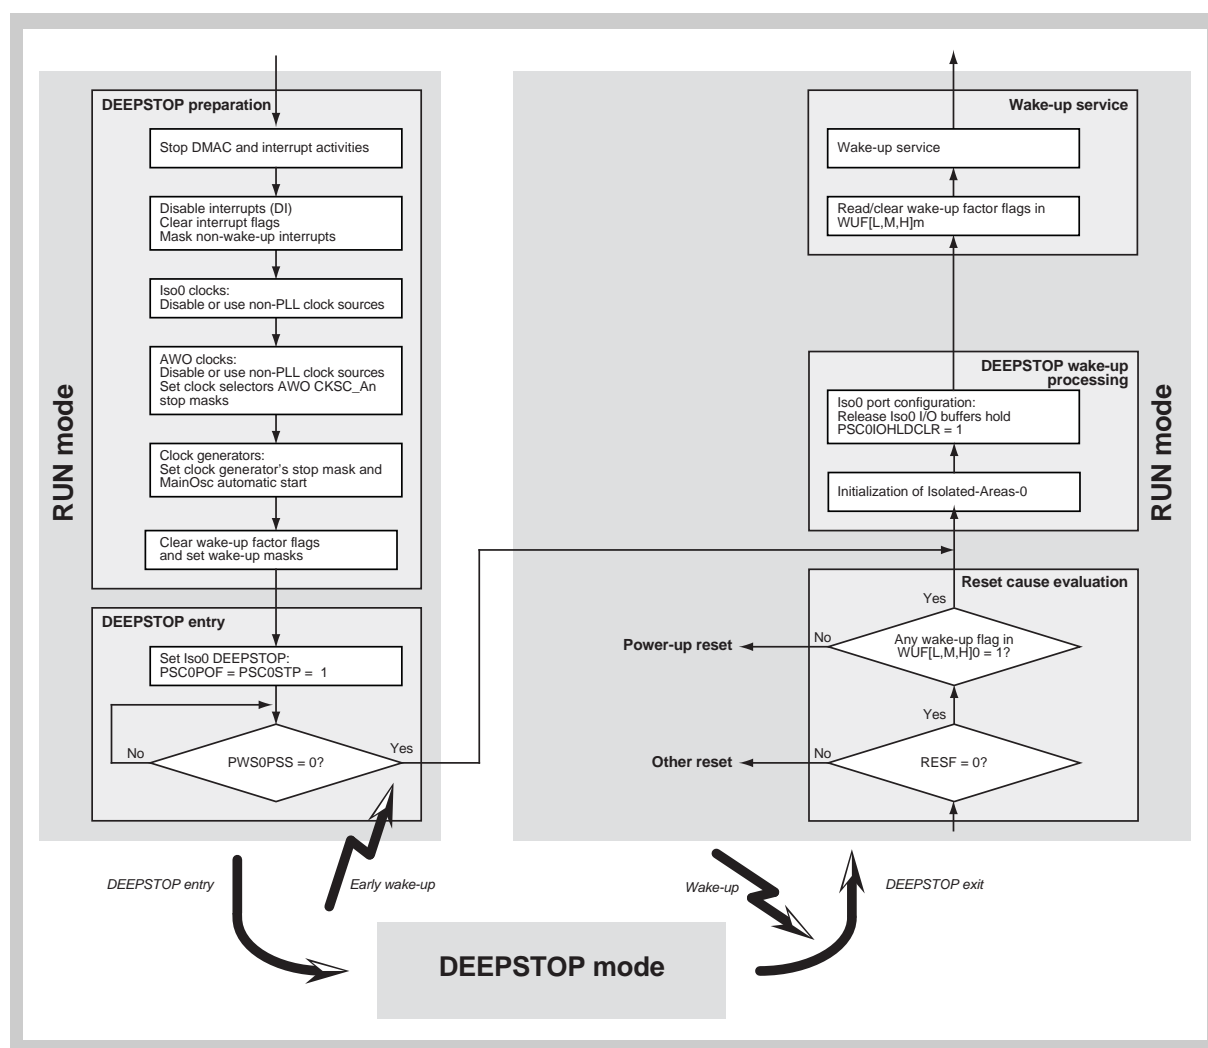 DEEPSTOP preparation
Stop DMAC and interrupt activities
Disable interrupts (DI)
Clear interrupt flags
Mask non-wake-up interrupts
Iso0 clocks:
Disable or use non-PLL clock sources
AWO clocks:
Disable or use non-PLL clock sources
Set clock selectors AWO CKSC_An
stop masks
Clock generators:
Set clock generator's stop mask and
MainOsc automatic start
Clear wake-up factor flags
and set wake-up masks
RUN mode
DEEPSTOP entry
Set Iso0 DEEPSTOP:
PSC0POF = PSC0STP = 1
No
PWS0PSS = 0?
Yes
DEEPSTOP entry
Early wake-up
DEEPSTOP mode
Wake-up service
Wake-up service
Read/clear wake-up factor flags in
WUF[L,M,H]m
DEEPSTOP wake-up
processing
Iso0 port configuration:
Release Iso0 I/O buffers hold
PSC0IOHLDCLR = 1
Initialization of Isolated-Areas-0
RUN mode
Reset cause evaluation
Yes
Any wake-up flag in
WUF[L,M,H]0 = 1?
No
Power-up reset
Yes
RESF = 0?
No
Other reset
Wake-up
DEEPSTOP exit